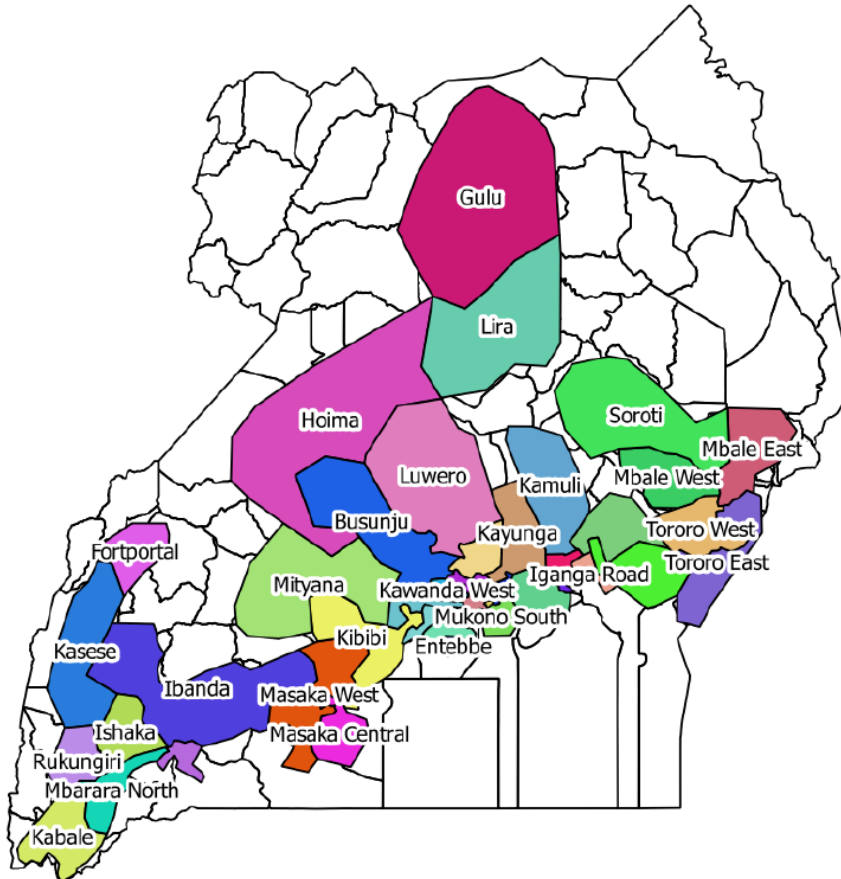 Gulu
Lira
Hoima
Soroti
Mbale East
Luwero
Kamuli
Mbale West
Busunju
Kayunga
Tororo West
Fortportal
Tororo East
Iganga Road
Mityana
Kawanda West
Mukono South
Kibibi
Entebbe
Kasese
Ibanda
Masaka West
Ishaka
Masaka Central
Rukungiri
Mbarara North
Kabale